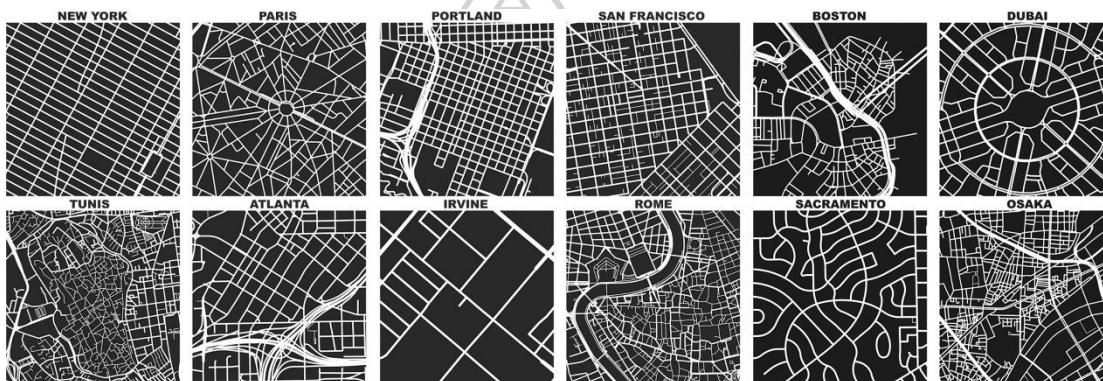 NEW YORK PARIS PORTLAND SAN FRANCISCO BOSTON DUBAI
TUNIS ATLANTA IRVINE ROME SACRAMENTO OSAKA